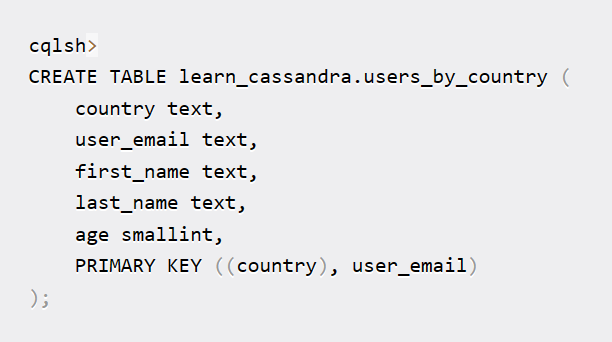 cqlsh>
CREATE TABLE learn_cassandra.users_by_country (
    country text,
    user_email text,
    first_name text,
    last_name text,
    age smallint,
    PRIMARY KEY ((country), user_email)
);